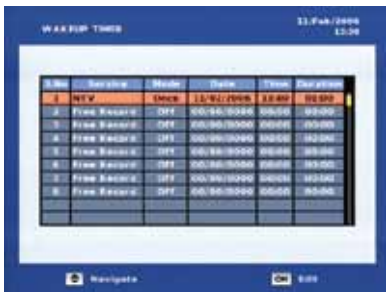 WAKEUP TIMER
11/Feb/2006
S.No Service Mode Date Time Duration
1 NTV Once 00:00
2 Free Record Off 00/00/0000 00:00 00:00
3 Free Record Off 00/00/0000 00:00 00:00
4 Free Record Off 00/00/0000 00:00 00:00
5 Free Record Off 00/00/0000 00:00 00:00
6 Free Record Off 00/00/0000 00:00 00:00
7 Free Record Off 00/00/0000 00:00 00:00
8 Free Record Off 00/00/0000 00:00 00:00
Navigate OK Edit